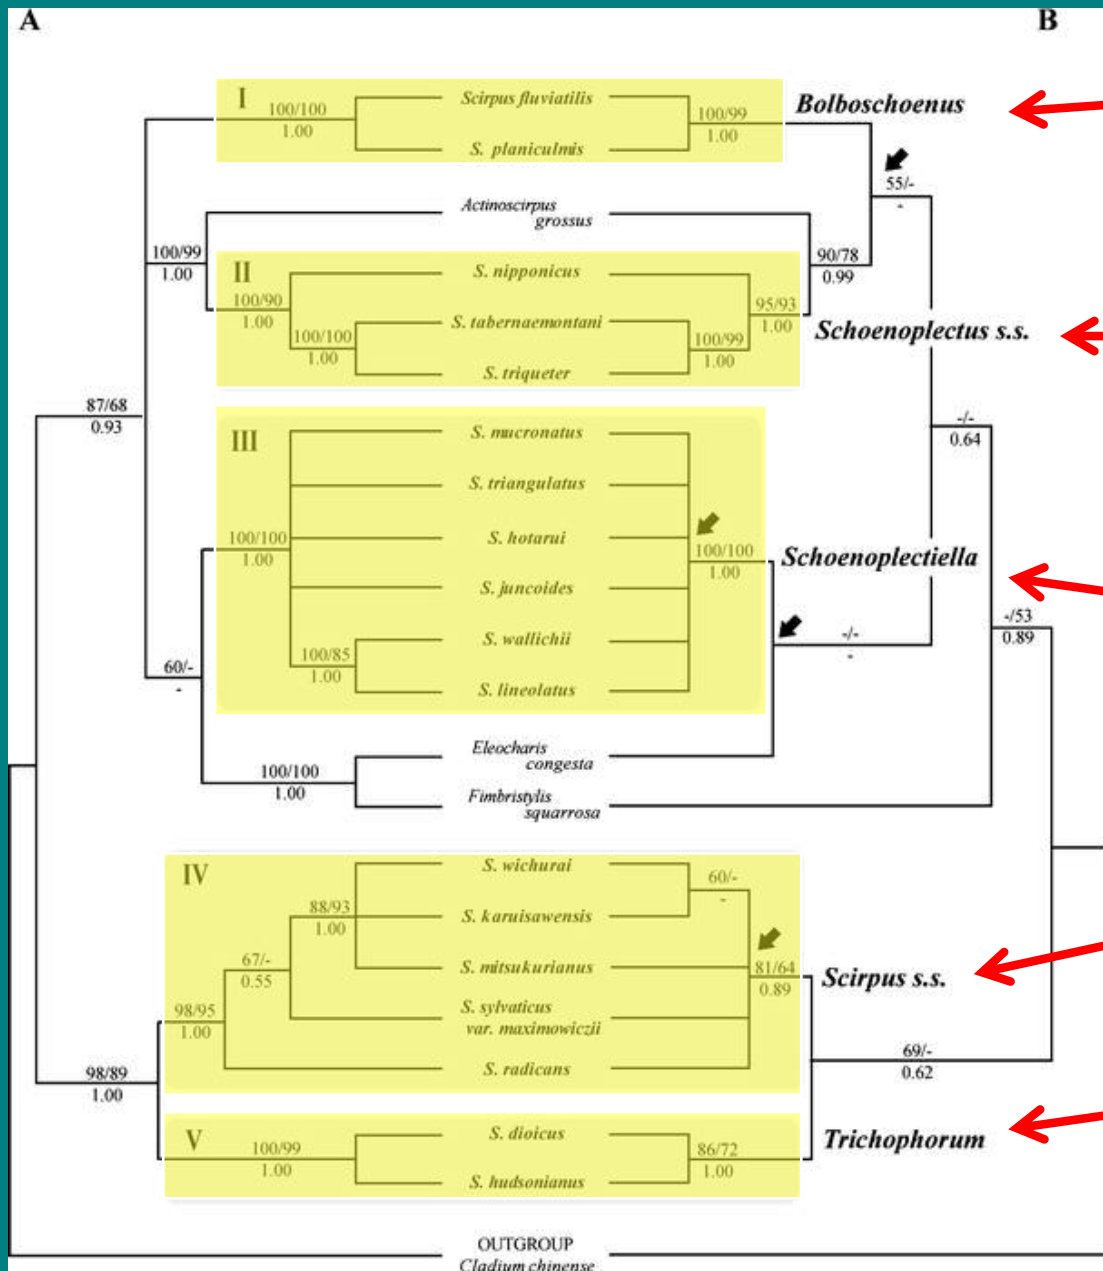 A
B
I
100/100
1.00
Scirpus fluviatilis
S. planiculmis
100/99
1.00
Bolboschoenus
55/-
-
Actinoscirpus
grossus
100/99
1.00
90/78
0.99
II
100/90
1.00
100/100
1.00
S. nipponicus
S. tabernaemontani
S. triqueter
95/93
1.00
100/99
1.00
Schoenoplectus s.s.
87/68
0.93
-/-
0.64
III
100/100
1.00
100/85
1.00
S. mucronatus
S. triangulatus
S. hotarui
S. juncoides
S. wallichii
S. lineolatus
100/100
1.00
Schoenoplectiella
-/-
-
-/53
0.89
60/-
-
100/100
1.00
Eleocharis
congesta
Fimbristylis
squarrosa
IV
98/95
1.00
67/-
0.55
88/93
1.00
S. wichurai
S. karuisawensis
S. mitsukurianus
S. sylvaticus
var. maximowiczii
S. radicans
60/-
-
81/64
0.89
Scirpus s.s.
69/-
0.62
98/89
1.00
V
100/99
1.00
S. dioicus
S. hudsonianus
86/72
1.00
Trichophorum
OUTGROUP
Cladium chinense